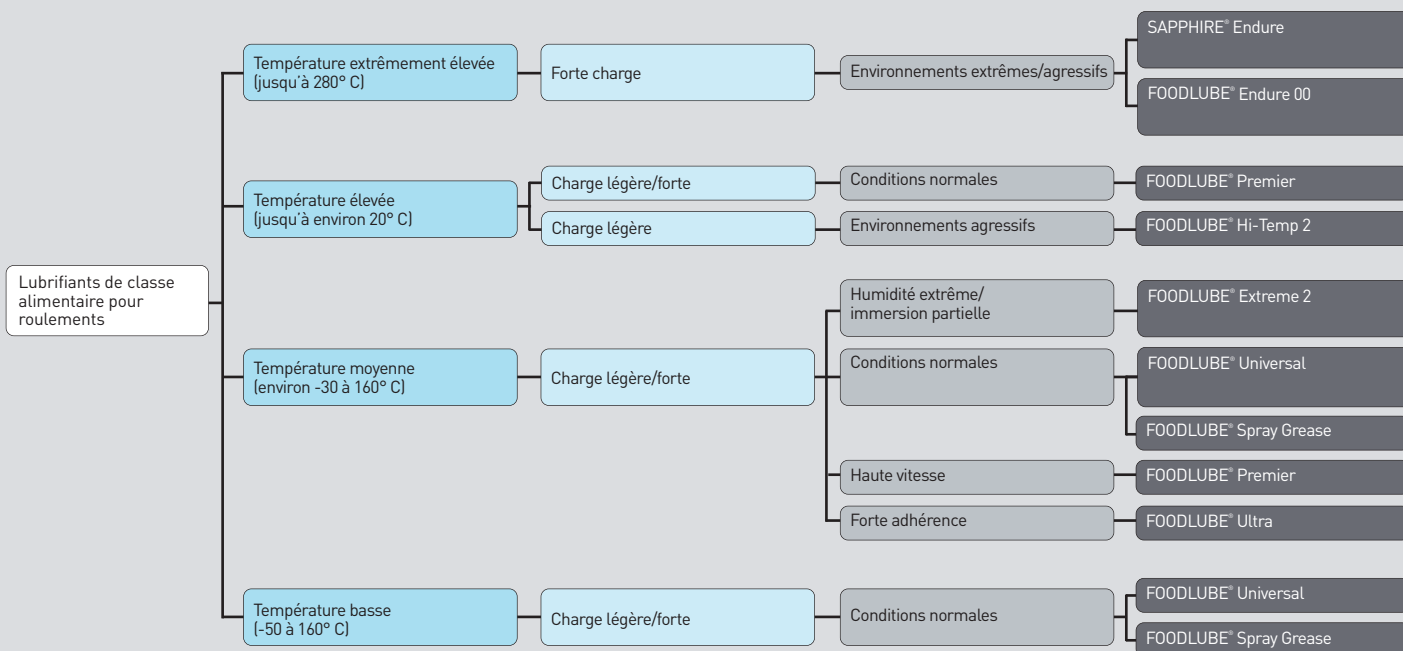 Lubrifiants de classe
alimentaire pour
roulements
Température extrêmement élevée
(jusqu'à 280° C)
Forte charge
Environnements extrêmes/agressifs
SAPPHIRE® Endure
FOODLUBE® Endure 00
Température élevée
(jusqu'à environ 20° C)
Charge légère/forte
Conditions normales
FOODLUBE® Premier
Charge légère
Environnements agressifs
FOODLUBE® Hi-Temp 2
Température moyenne
(environ -30 à 160° C)
Charge légère/forte
Humidité extrême/
immersion partielle
FOODLUBE® Extreme 2
Conditions normales
FOODLUBE® Universal
FOODLUBE® Spray Grease
Haute vitesse
FOODLUBE® Premier
Forte adhérence
FOODLUBE® Ultra
Température basse
(-50 à 160° C)
Charge légère/forte
Conditions normales
FOODLUBE® Universal
FOODLUBE® Spray Grease